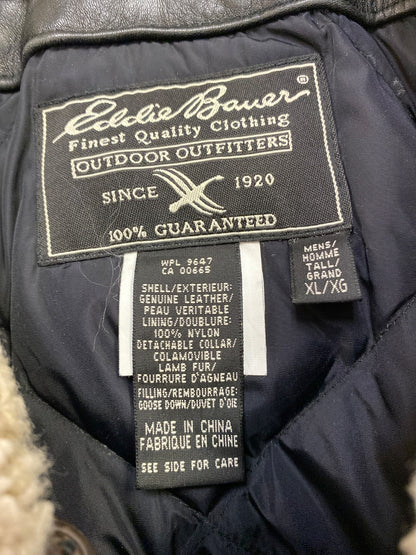 Eddie Bauer®
Finest Quality Clothing
OUTDOOR OUTFITTERS
SINCE 1920
100% GUARANTEED
MENS/
HOMME
TALL/
GRAND
XL/XG
WPL 9647
CA 00665
SHELL/EXTERIEUR:
GENUINE LEATHER/
PEAU VERITABLE
LINING/DOUBLURE:
100% NYLON
DETACHABLE COLLAR/
COLAMOVIBLE
LAMB FUR/
FOURRURE D'AGNEAU
FILLING/REMBOURRAGE:
GOOSE DOWN/DUVET D'OIE
MADE IN CHINA
FABRIQUE EN CHINE
SEE SIDE FOR CARE